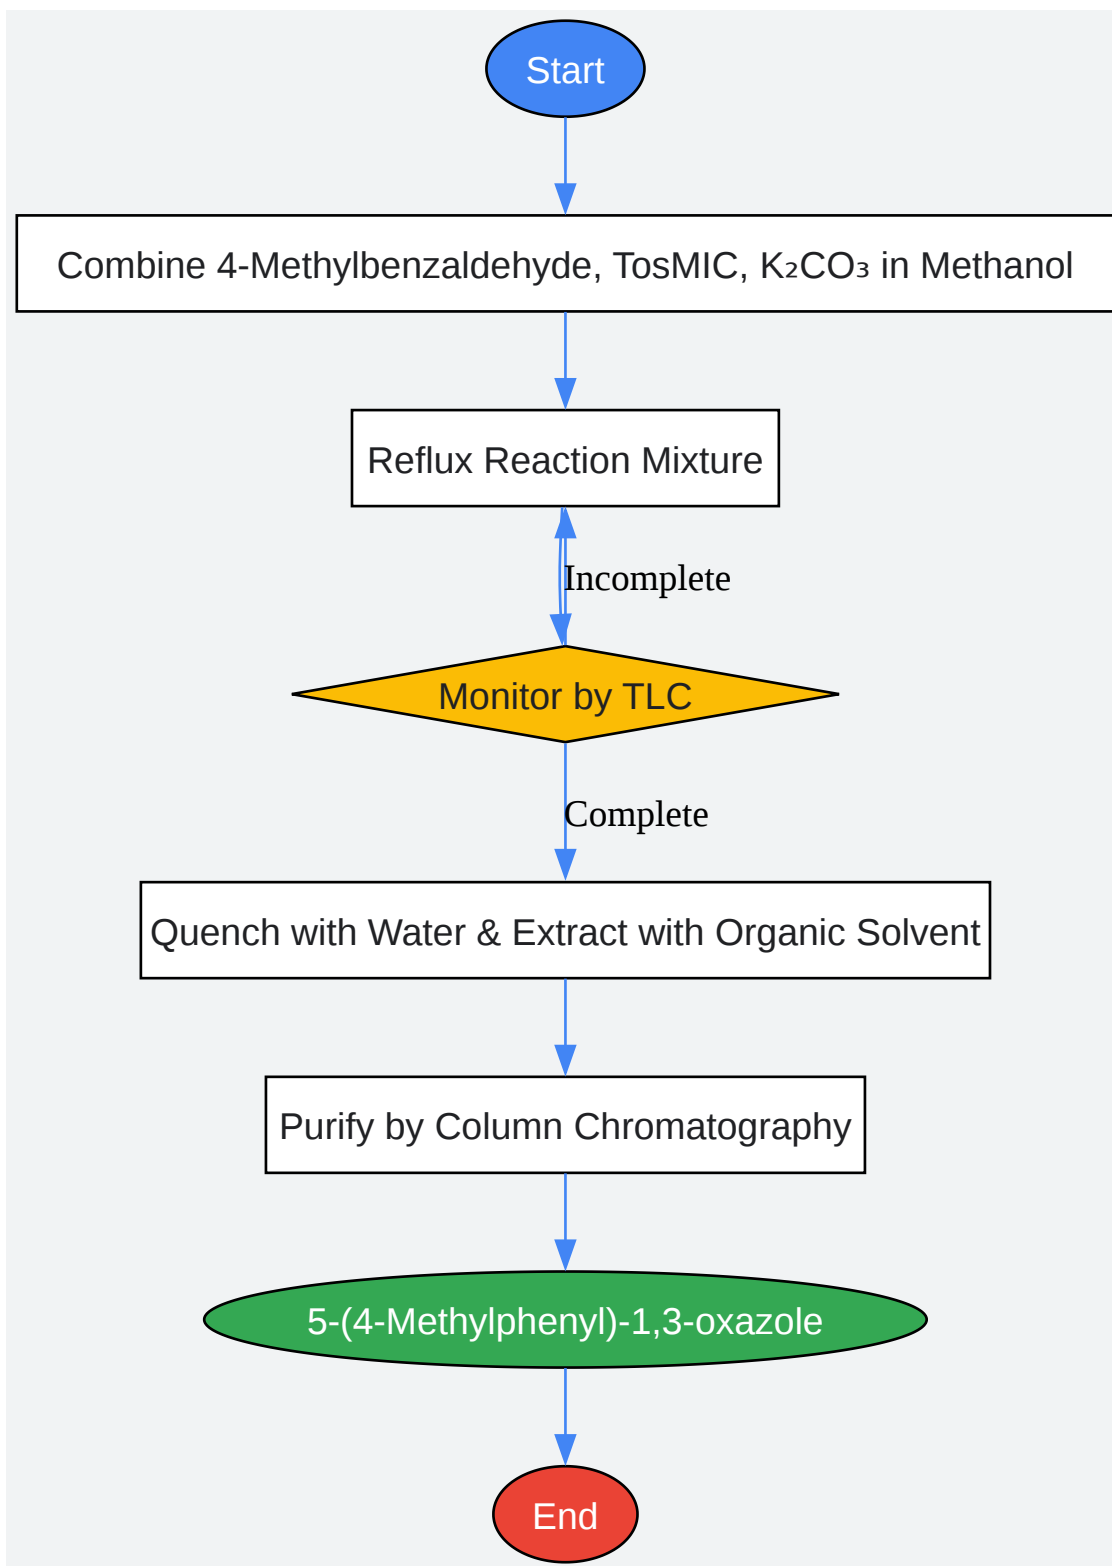 Start
Combine 4-Methylbenzaldehyde, TosMIC, K₂CO₃ in Methanol
Reflux Reaction Mixture
Incomplete
Monitor by TLC
Complete
Quench with Water & Extract with Organic Solvent
Purify by Column Chromatography
5-(4-Methylphenyl)-1,3-oxazole
End